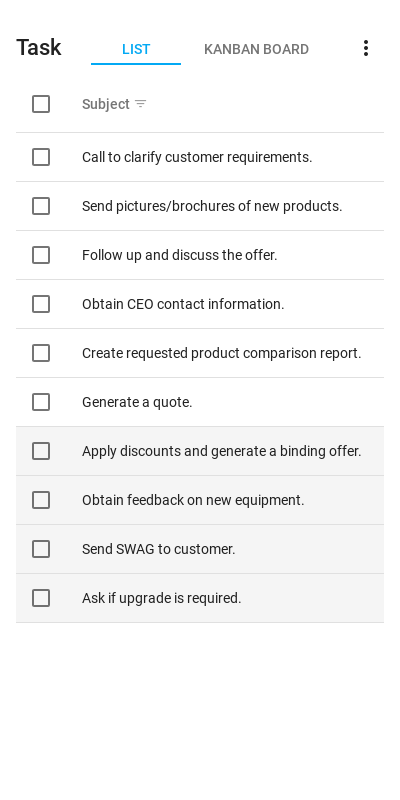 Task
LIST
KANBAN BOARD
Subject
Call to clarify customer requirements.
Send pictures/brochures of new products.
Follow up and discuss the offer.
Obtain CEO contact information.
Create requested product comparison report.
Generate a quote.
Apply discounts and generate a binding offer.
Obtain feedback on new equipment.
Send SWAG to customer.
Ask if upgrade is required.